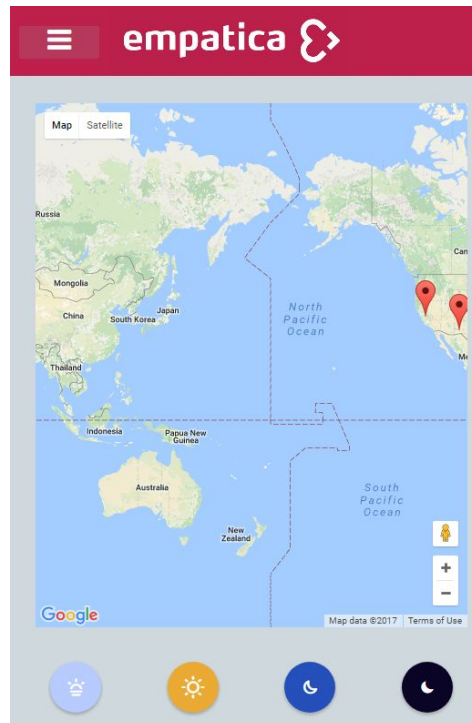 empatica
Map Satellite
Russia
Can
Mongolia
North
Pacific
Ocean
China
South Korea
Japan
Me
Thailand
Indonesia
Papua New
Guinea
Australia
South
Pacific
Ocean
New
Zealand
+
−
Google
Map data ©2017 Terms of Use